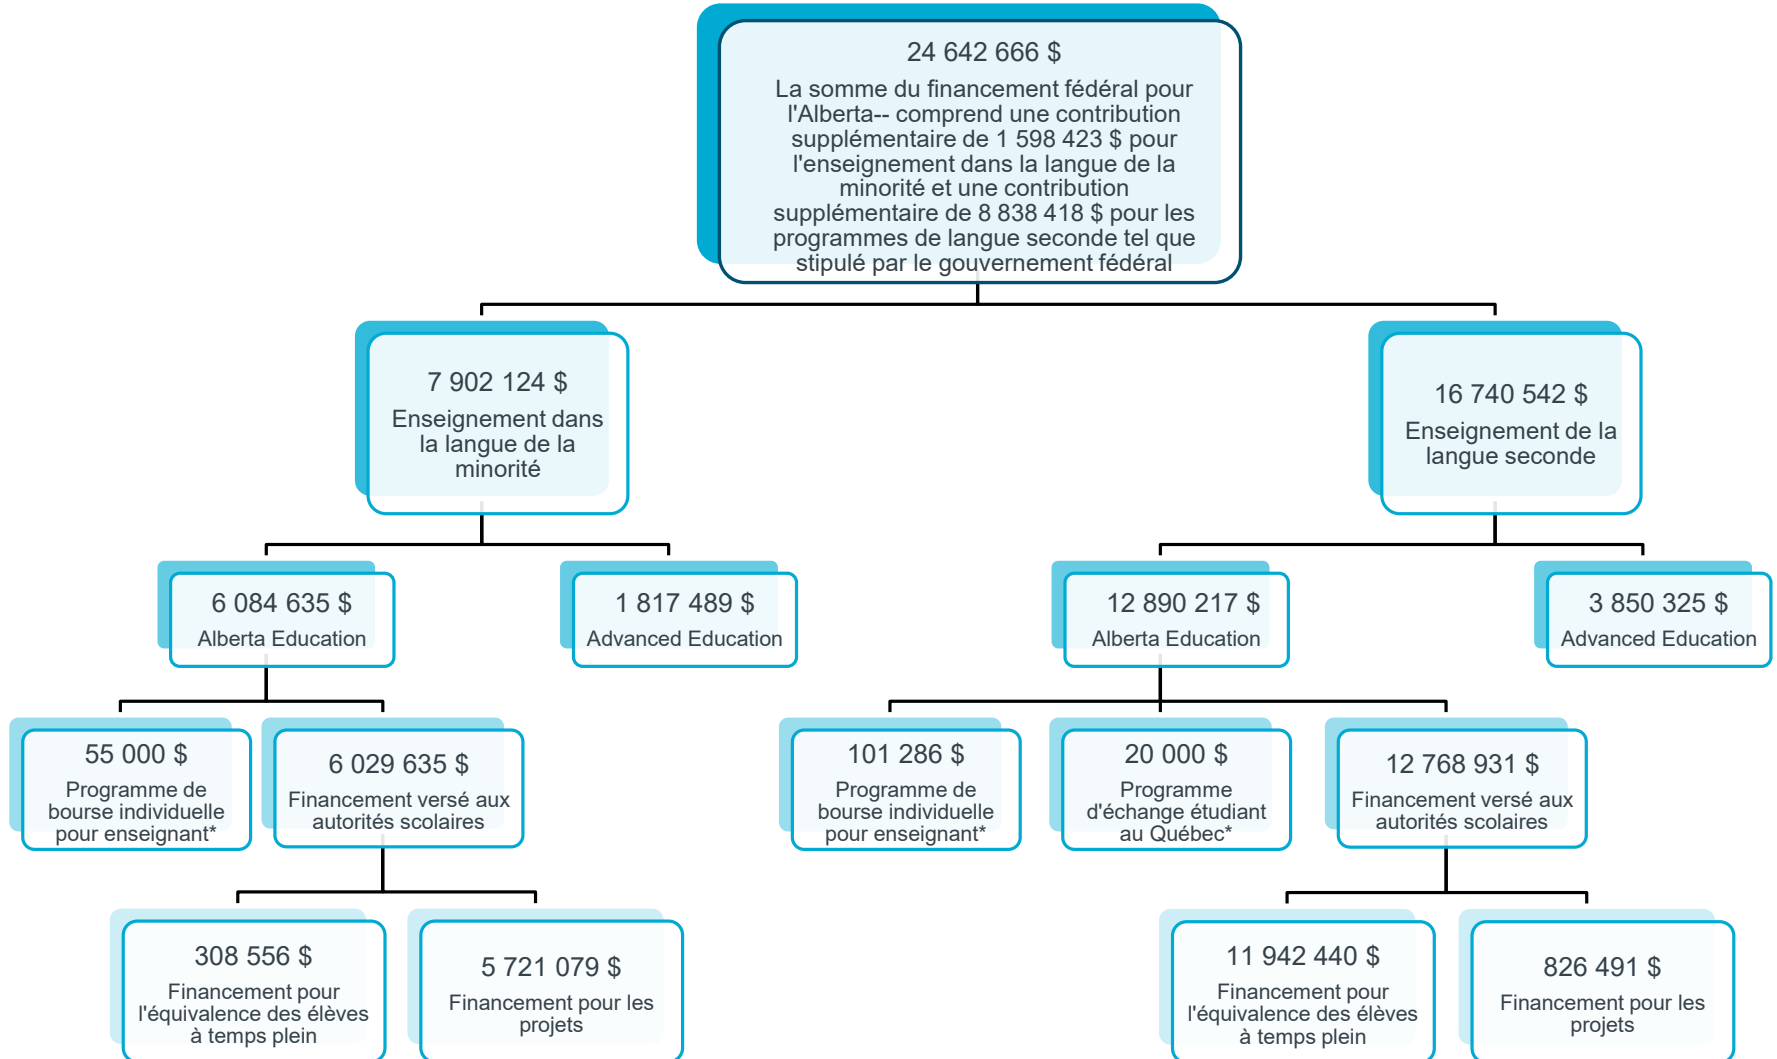 24 642 666 $
La somme du financement fédéral pour
l'Alberta-- comprend une contribution
supplémentaire de 1 598 423 $ pour
l'enseignement dans la langue de la
minorité et une contribution
supplémentaire de 8 838 418 $ pour les
programmes de langue seconde tel que
stipulé par le gouvernement fédéral
7 902 124 $
Enseignement dans
la langue de la
minorité
16 740 542 $
Enseignement de la
langue seconde
6 084 635 $
Alberta Education
1 817 489 $
Advanced Education
12 890 217 $
Alberta Education
3 850 325 $
Advanced Education
55 000 $
Programme de
bourse individuelle
pour enseignant*
6 029 635 $
Financement versé aux
autorités scolaires
101 286 $
Programme de
bourse individuelle
pour enseignant*
20 000 $
Programme
d'échange étudiant
au Québec*
12 768 931 $
Financement versé aux
autorités scolaires
308 556 $
Financement pour
l'équivalence des élèves
à temps plein
5 721 079 $
Financement pour les
projets
11 942 440 $
Financement pour
l'équivalence des élèves
à temps plein
826 491 $
Financement pour les
projets